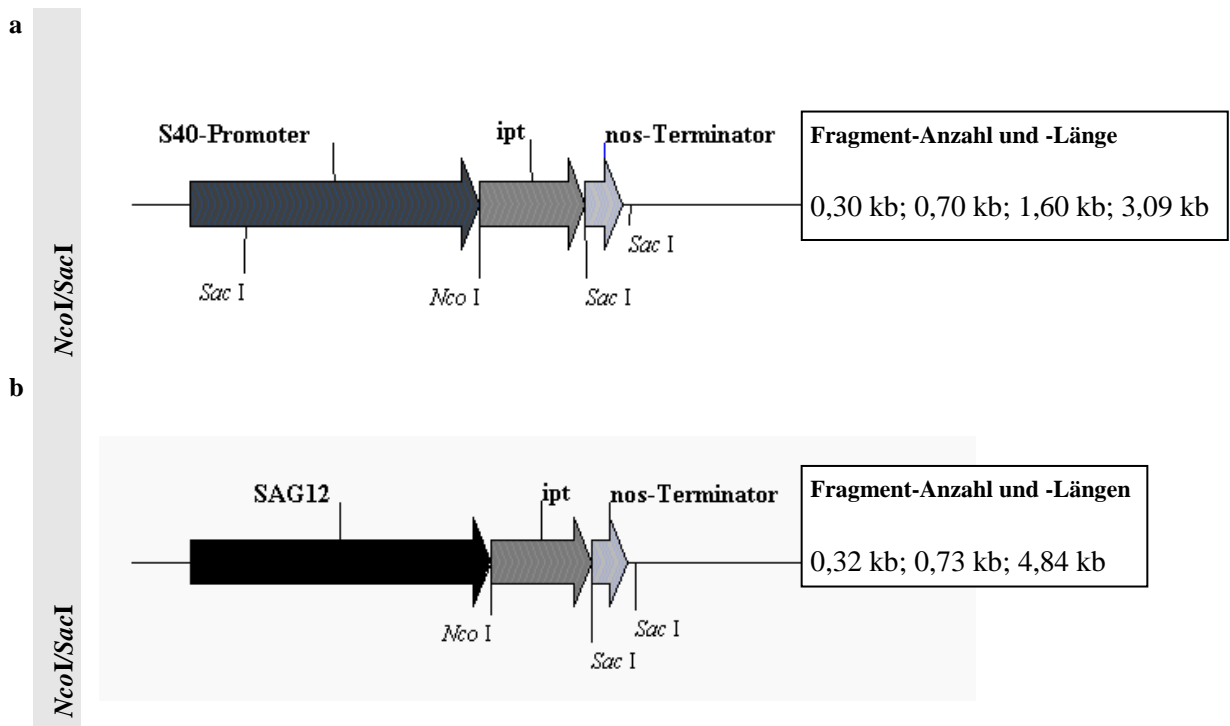 a
NcoI/SacI
S40-Promoter
ipt
nos-Terminator
Sac I
Nco I
Sac I
Sac I
Fragment-Anzahl und -Länge
0,30 kb; 0,70 kb; 1,60 kb; 3,09 kb
b
NcoI/SacI
SAG12
ipt
nos-Terminator
Nco I
Sac I
Sac I
Fragment-Anzahl und -Längen
0,32 kb; 0,73 kb; 4,84 kb